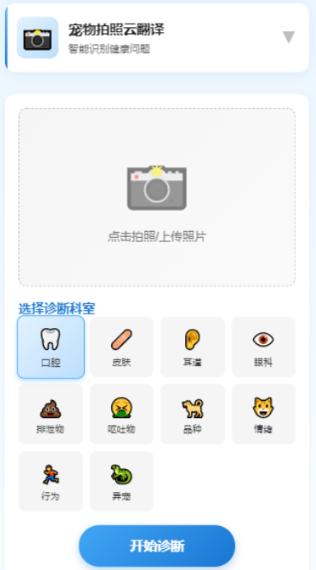 宠物拍照云翻译
智能识别健康问题
点击拍照/上传照片
选择诊断科室
口腔
皮肤
耳道
眼科
排泄物
呕吐物
品种
情绪
行为
异宠
开始诊断